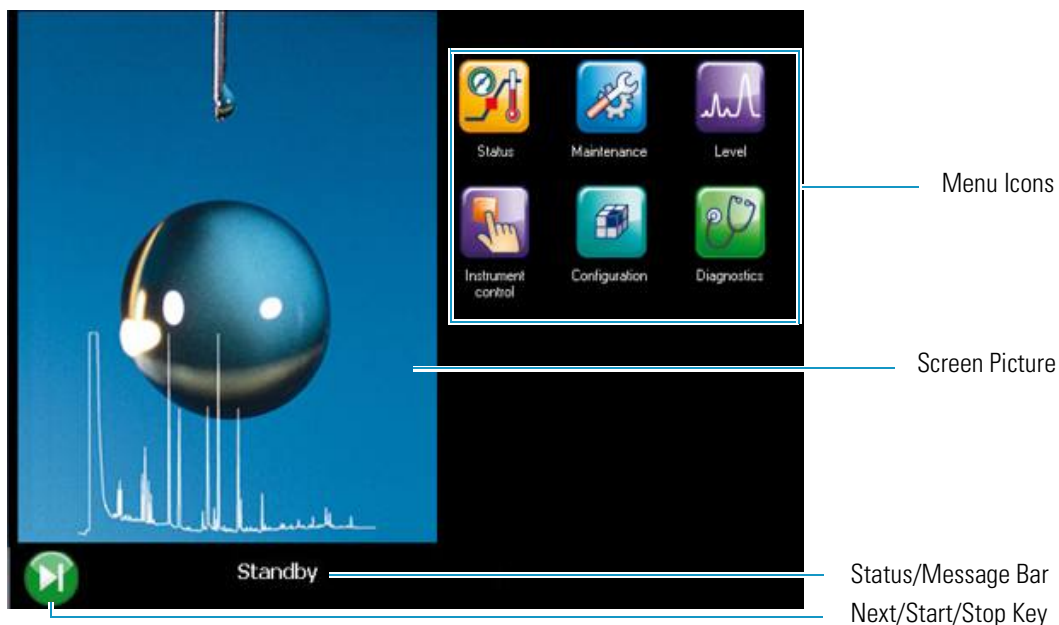 Status
Maintenance
Level
Menu Icons
Instrument
control
Configuration
Diagnostics
Screen Picture
Standby
Status/Message Bar
Next/Start/Stop Key